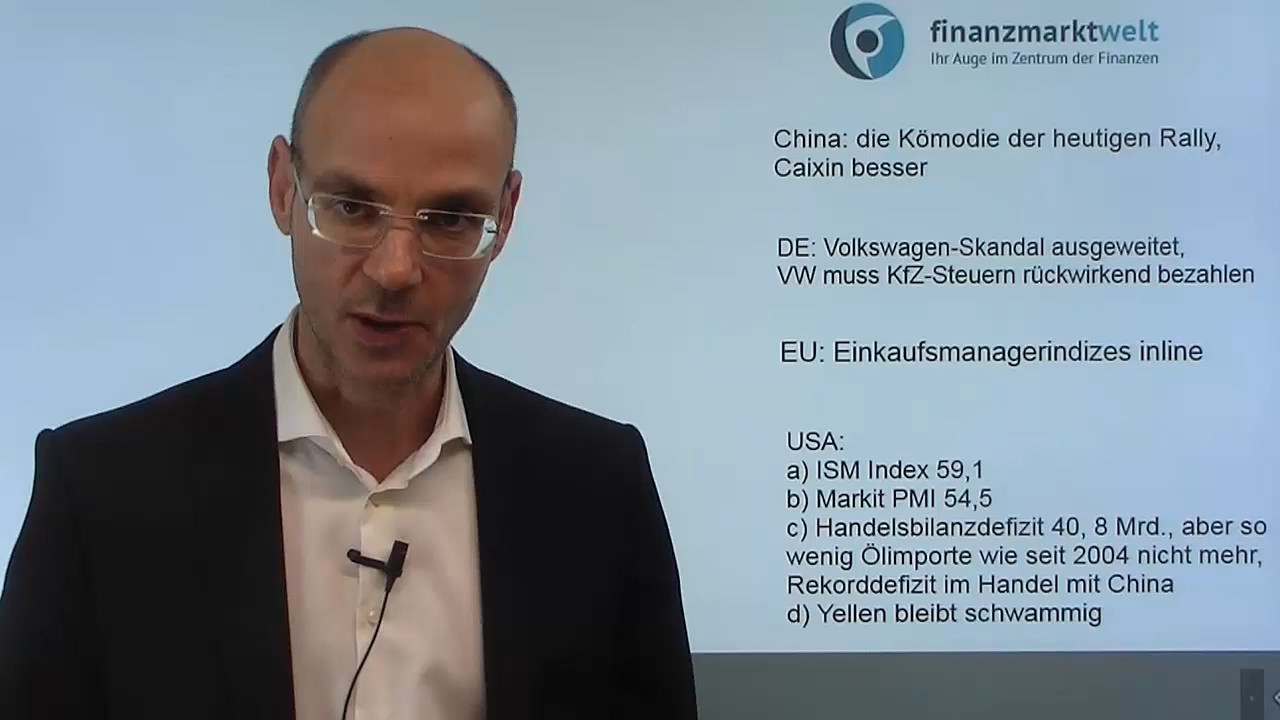 finanzmarktwelt
Ihr Auge im Zentrum der Finanzen
China: die Kömodie der heutigen Rally,
Caixin besser
DE: Volkswagen-Skandal ausgeweitet,
VW muss KfZ-Steuern rückwirkend bezahlen
EU: Einkaufsmanagerindizes inline
USA:
a) ISM Index 59,1
b) Markit PMI 54,5
c) Handelsbilanzdefizit 40, 8 Mrd., aber so
wenig Ölimporte wie seit 2004 nicht mehr,
Rekorddefizit im Handel mit China
d) Yellen bleibt schwammig